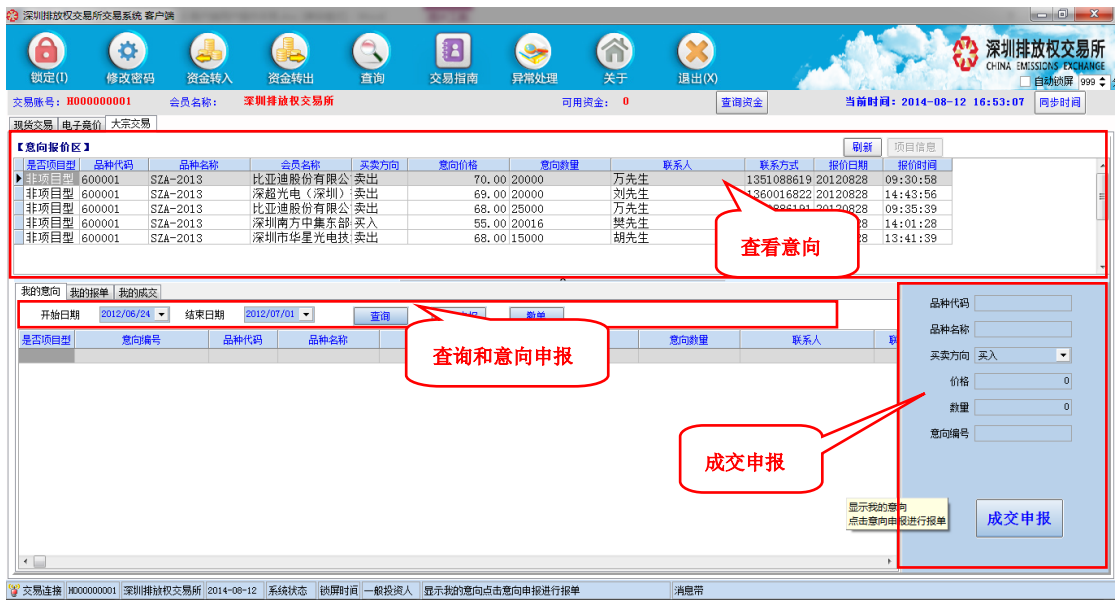 深圳排放权交易所交易系统 客户端
锁定(I) 修改密码 资金转入 资金转出 查询 交易指南 异常处理 关于 退出(X)
深圳排放权交易所
CHINA EMISSIONS EXCHANGE
自动锁屏 999
交易账号: H000000001 会员名称: 深圳排放权交易所 可用资金: 0 查询资金 当前时间: 2014-08-12 16:53:07 同步时间
现货交易 电子竞价 大宗交易
【意向报价区】 刷新 项目信息
是否项目型 品种代码 品种名称 会员名称 买卖方向 意向价格 意向数量 联系人 联系方式 报价日期 报价时间
非项目型 600001 SZA-2013 比亚迪股份有限公 卖出 70.00 20000 万先生 1351088619 20120828 09:30:58
非项目型 600001 SZA-2013 深超光电（深圳） 卖出 69.00 20000 刘先生 1360016822 20120828 14:43:56
非项目型 600001 SZA-2013 比亚迪股份有限公 卖出 68.00 25000 万先生 20120828 09:35:39
非项目型 600001 SZA-2013 深圳南方中集东部 买入 55.00 20016 樊先生 14:01:28
非项目型 600001 SZA-2013 深圳市华星光电技 卖出 68.00 15000 胡先生 13:41:39
查看意向
我的意向 我的报单 我的成交
开始日期 2012/06/24 结束日期 2012/07/01 查询 撤单
是否项目型 意向编号 品种代码 品种名称 意向数量 联系人
查询和意向申报
品种代码
品种名称
买卖方向 买入
价格 0
数量 0
意向编号
成交申报
显示我的意向
点击意向申报进行报单
成交申报
交易连接 H000000001 深圳排放权交易所 2014-08-12 系统状态 锁屏时间 一般投资人 显示我的意向点击意向申报进行报单 消息带